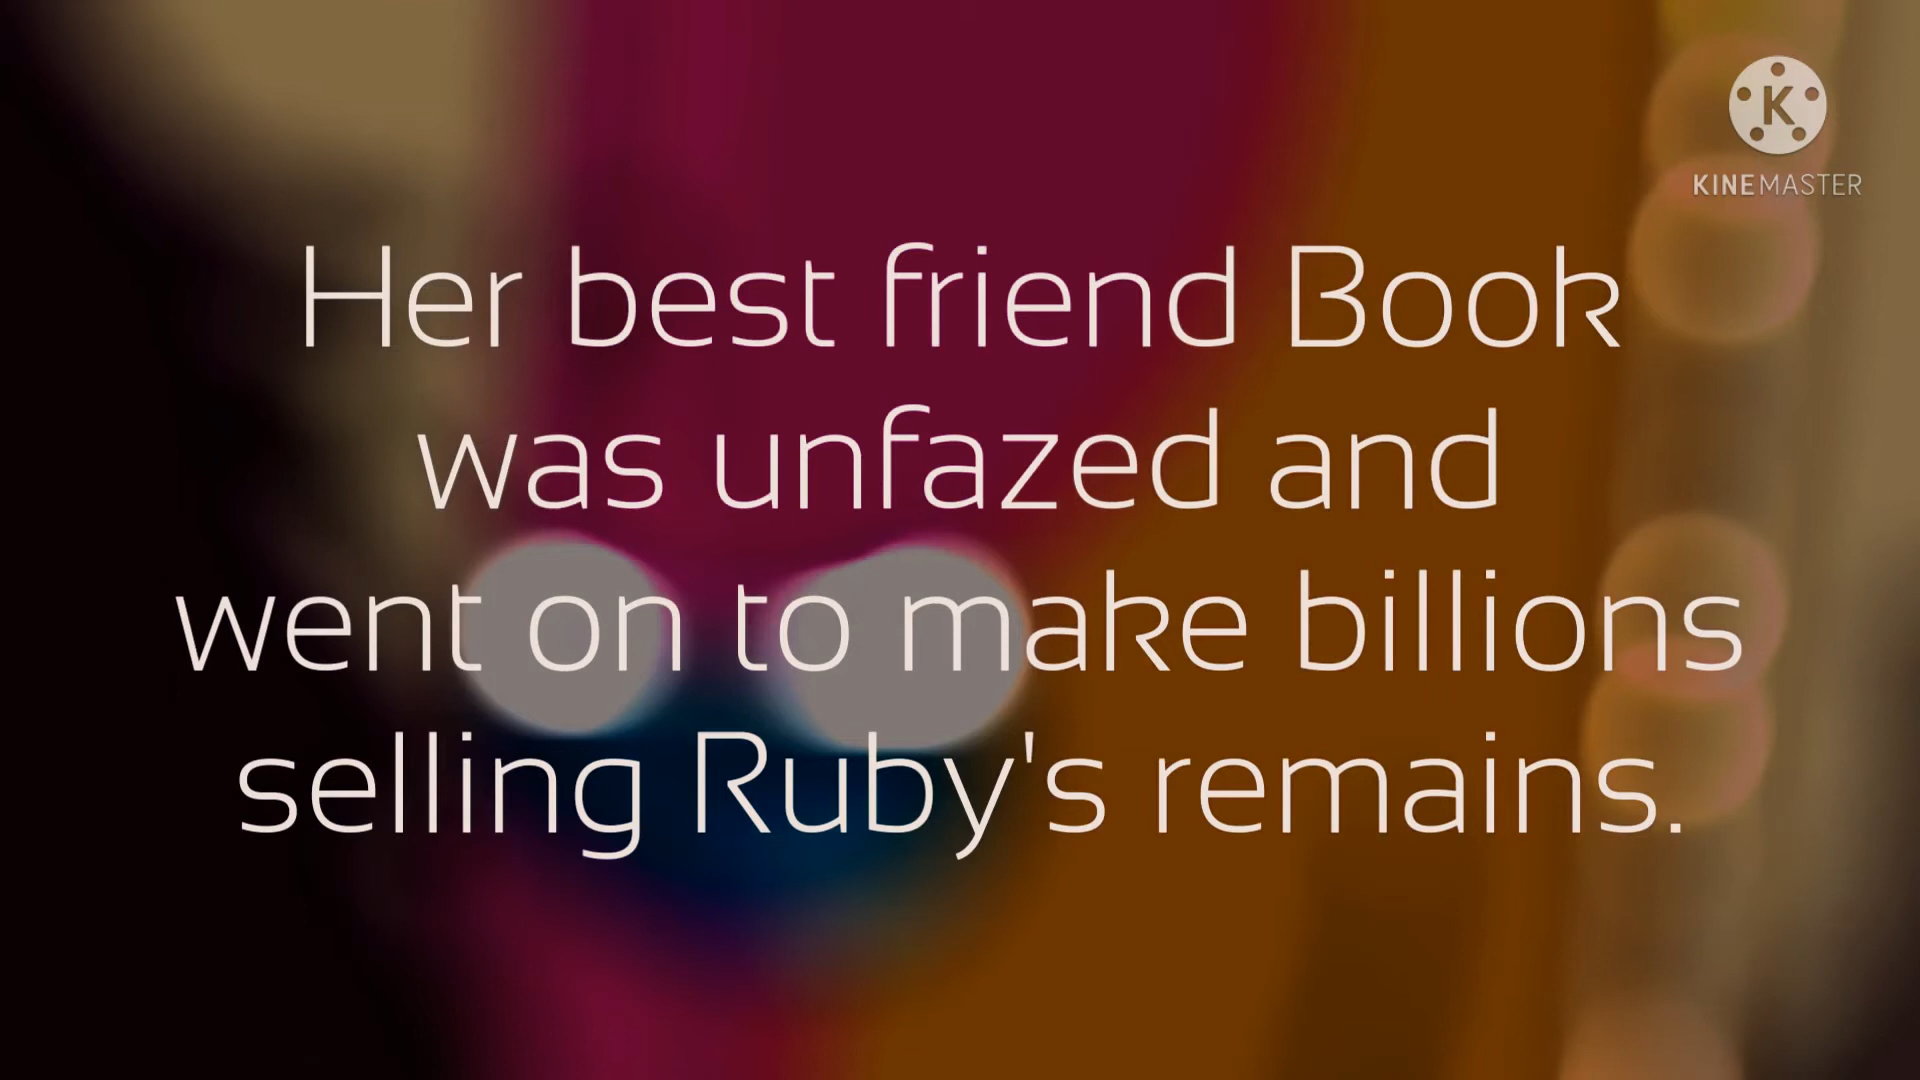 K
KINEMASTER
Her best friend Book
was unfazed and
went on to make billions
selling Ruby's remains.